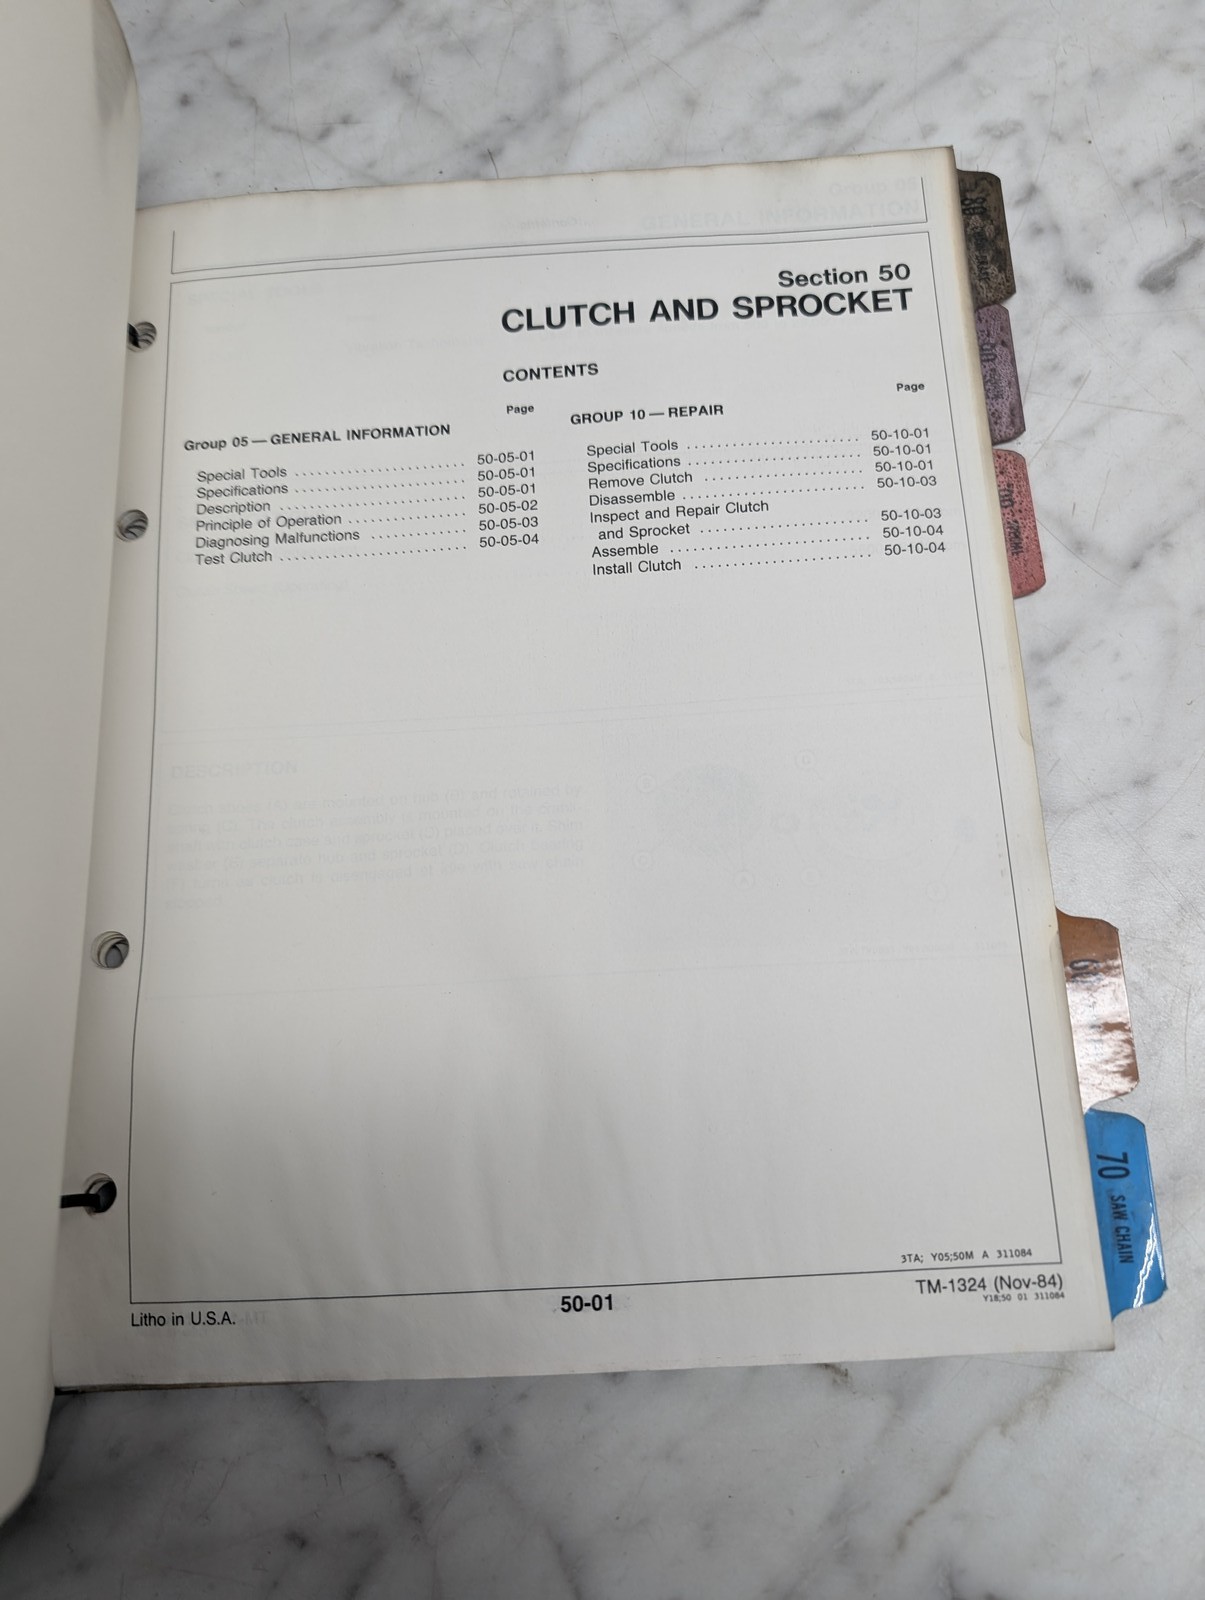 Section 50
CLUTCH AND SPROCKET
CONTENTS
Page
Group 05 — GENERAL INFORMATION
Special Tools ........................ 50-05-01
Specifications ........................ 50-05-01
Description ........................ 50-05-01
Principle of Operation ................ 50-05-02
Diagnosing Malfunctions ............. 50-05-03
Test Clutch ........................ 50-05-04
Page
GROUP 10 — REPAIR
Special Tools ...................... 50-10-01
Specifications ...................... 50-10-01
Remove Clutch .................... 50-10-01
Disassemble ....................... 50-10-03
Inspect and Repair Clutch
and Sprocket ..................... 50-10-03
Assemble ......................... 50-10-04
Install Clutch ...................... 50-10-04
DESCRIPTION
70 SAW CHAIN
3TA; Y05;50M A 311084
Litho in U.S.A.
50-01
TM-1324 (Nov-84)
Y18;50 01 311084